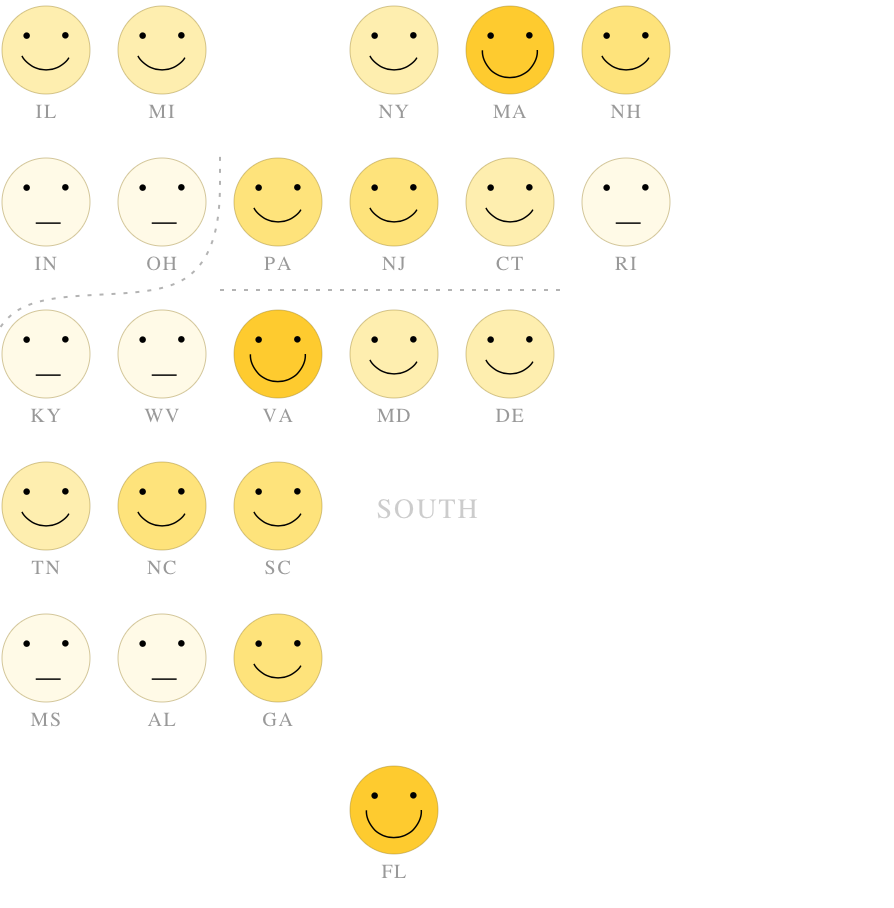 IL MI NY MA NH
IN OH PA NJ CT RI
KY WV VA MD DE
TN NC SC
SOUTH
MS AL GA
FL